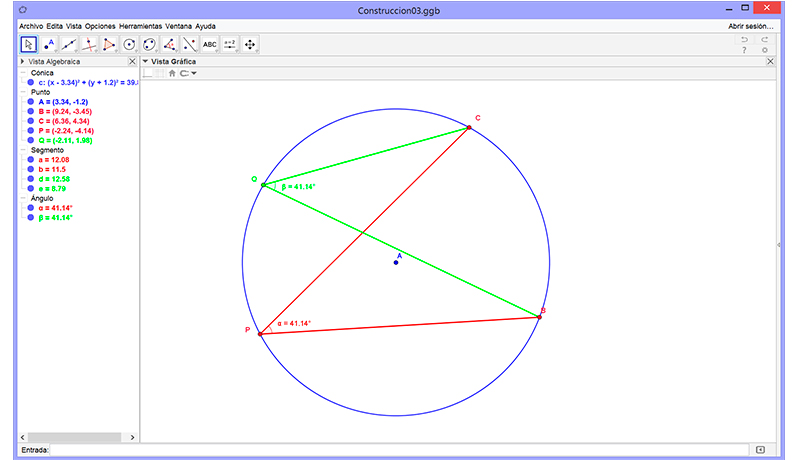 Construccion03.ggb
Archivo Edita Vista Opciones Herramientas Ventana Ayuda
Abrir sesión...
ABC
a=2
?
Vista Algebraica
Vista Gráfica
Cónica
c: (x - 3.34)² + (y + 1.2)² = 39.
Punto
A = (3.34, -1.2)
B = (9.24, -3.45)
C = (6.36, 4.34)
P = (-2.24, -4.14)
Q = (-2.11, 1.98)
Segmento
a = 12.08
b = 11.5
d = 12.58
e = 8.79
Ángulo
α = 41.14°
β = 41.14°
C
Q
β = 41.14°
A
B
P
α = 41.14°
Entrada: